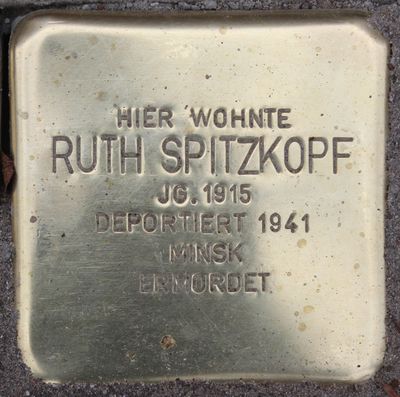 HIER WOHNTE
RUTH SPITZKOPF
JG. 1915
DEPORTIERT 1941
MINSK
ERMORDET